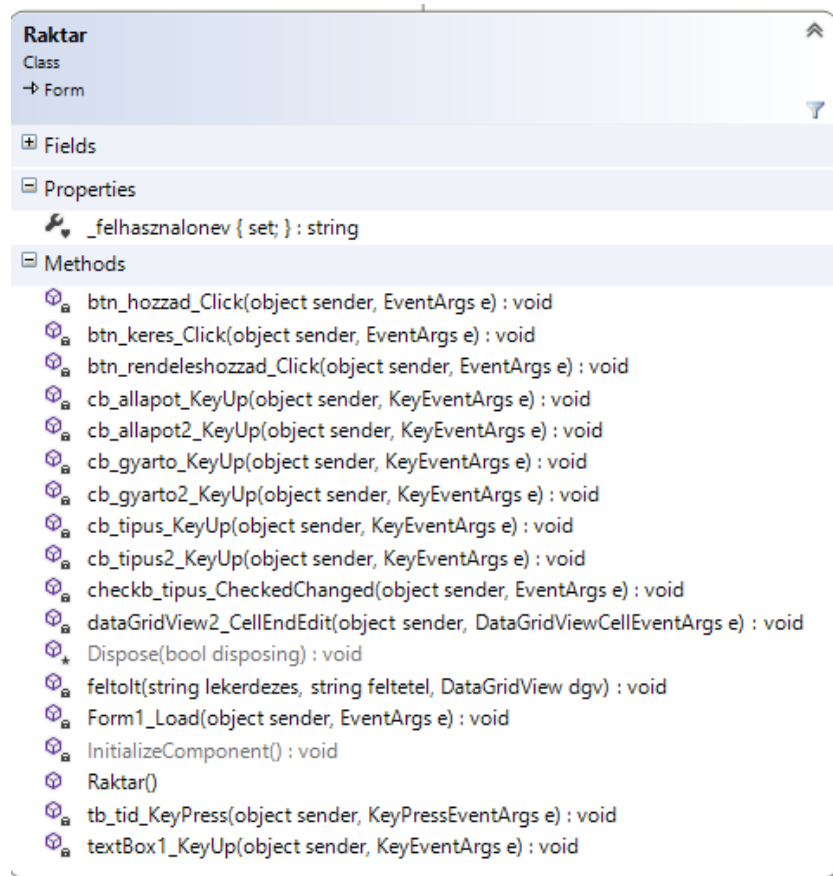 Raktar
Class
Form
Fields
Properties
_felhasznalonev { set; } : string
Methods
btn_hozzad_Click(object sender, EventArgs e) : void
btn_keres_Click(object sender, EventArgs e) : void
btn_rendeleshozzad_Click(object sender, EventArgs e) : void
cb_allapot_KeyUp(object sender, KeyEventArgs e) : void
cb_allapot2_KeyUp(object sender, KeyEventArgs e) : void
cb_gyarto_KeyUp(object sender, KeyEventArgs e) : void
cb_gyarto2_KeyUp(object sender, KeyEventArgs e) : void
cb_tipus_KeyUp(object sender, KeyEventArgs e) : void
cb_tipus2_KeyUp(object sender, KeyEventArgs e) : void
checkb_tipus_CheckedChanged(object sender, EventArgs e) : void
dataGridView2_CellEndEdit(object sender, DataGridViewCellEventArgs e) : void
Dispose(bool disposing) : void
feltolt(string lekerdezes, string feltetel, DataGridView dgv) : void
Form1_Load(object sender, EventArgs e) : void
InitializeComponent() : void
Raktar()
tb_tid_KeyPress(object sender, KeyPressEventArgs e) : void
textBox1_KeyUp(object sender, KeyEventArgs e) : void